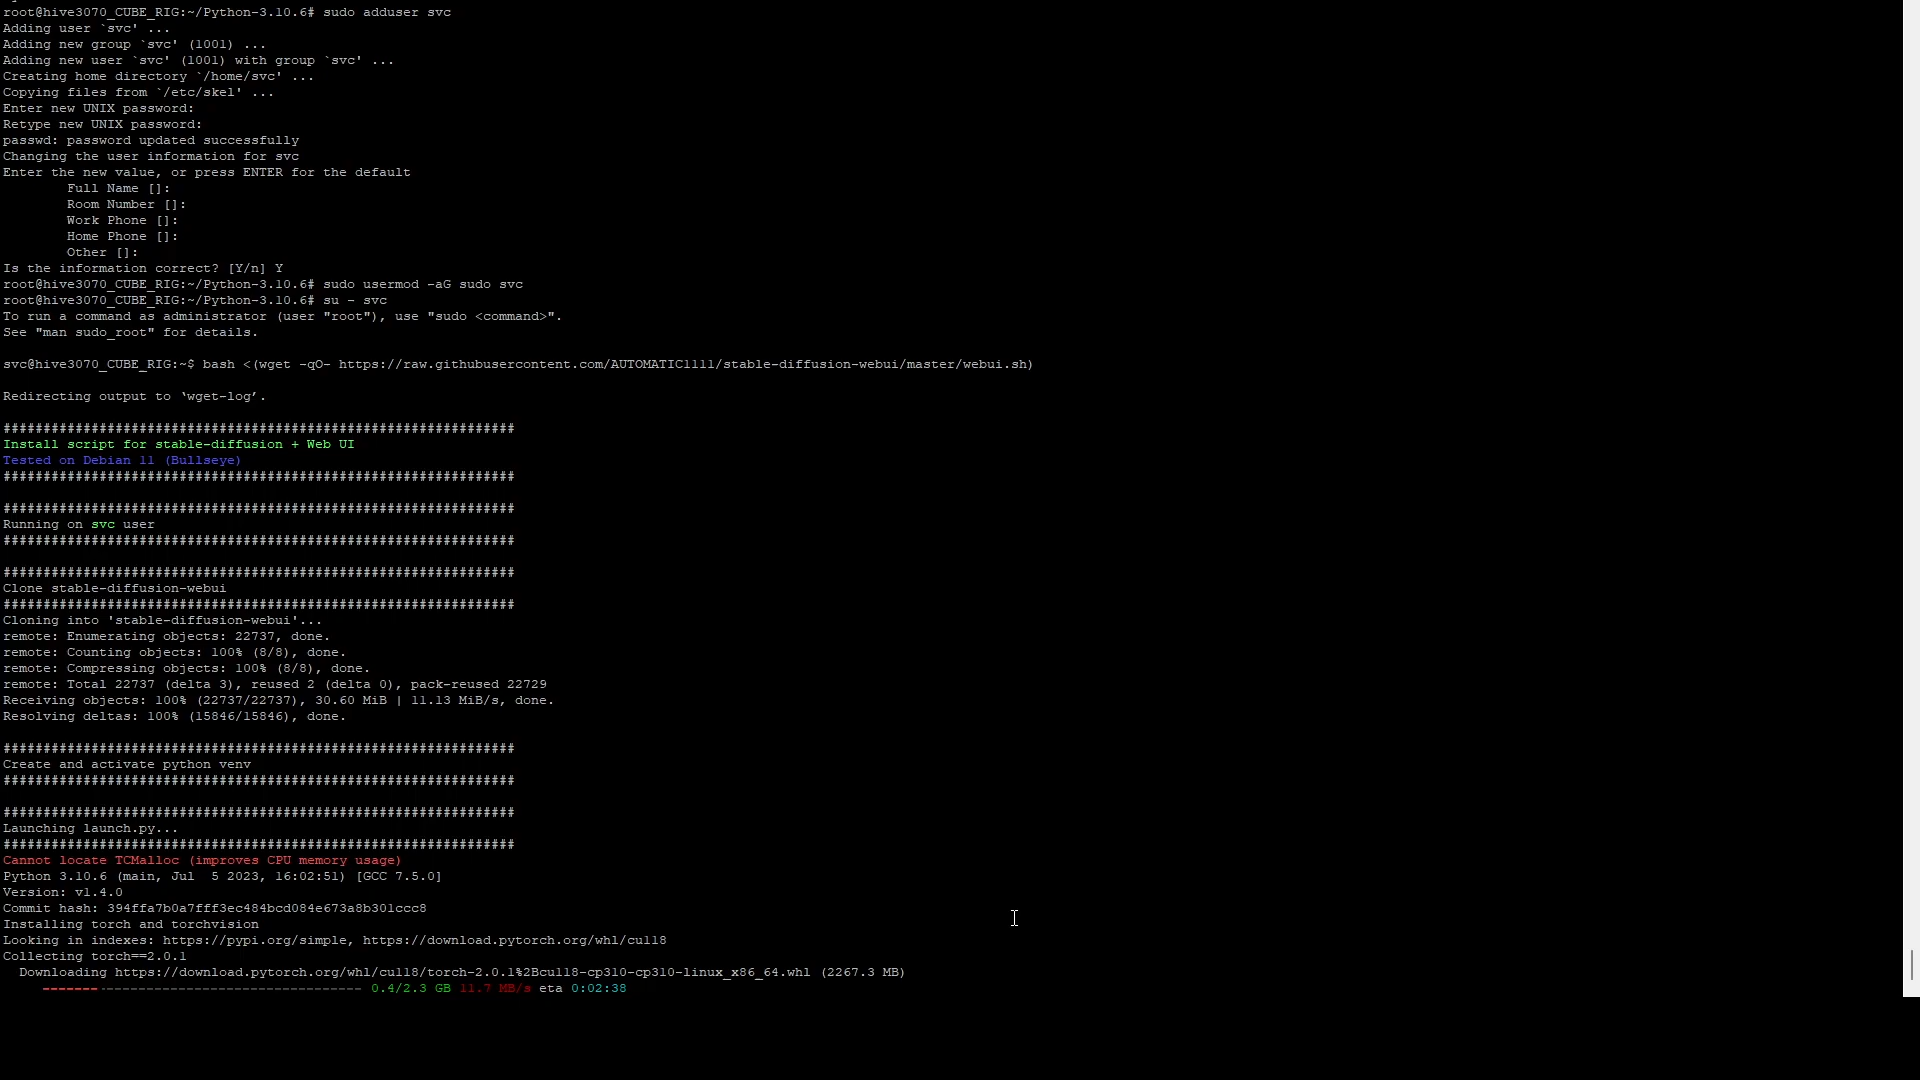 root@hive3070_CUBE_RIG:~/Python-3.10.6# sudo adduser svc
Adding user `svc' ...
Adding new group `svc' (1001) ...
Adding new user `svc' (1001) with group `svc' ...
Creating home directory `/home/svc' ...
Copying files from `/etc/skel' ...
Enter new UNIX password:
Retype new UNIX password:
passwd: password updated successfully
Changing the user information for svc
Enter the new value, or press ENTER for the default
        Full Name []:
        Room Number []:
        Work Phone []:
        Home Phone []:
        Other []:
Is the information correct? [Y/n] Y
root@hive3070_CUBE_RIG:~/Python-3.10.6# sudo usermod -aG sudo svc
root@hive3070_CUBE_RIG:~/Python-3.10.6# su - svc
To run a command as administrator (user "root"), use "sudo <command>".
See "man sudo_root" for details.

svc@hive3070_CUBE_RIG:~$ bash <(wget -qO- https://raw.githubusercontent.com/AUTOMATIC1111/stable-diffusion-webui/master/webui.sh)

Redirecting output to ‘wget-log’.

################################################################
Install script for stable-diffusion + Web UI
Tested on Debian 11 (Bullseye)
################################################################

################################################################
Running on svc user
################################################################

################################################################
Clone stable-diffusion-webui
################################################################
Cloning into 'stable-diffusion-webui'...
remote: Enumerating objects: 22737, done.
remote: Counting objects: 100% (8/8), done.
remote: Compressing objects: 100% (8/8), done.
remote: Total 22737 (delta 3), reused 2 (delta 0), pack-reused 22729
Receiving objects: 100% (22737/22737), 30.60 MiB | 11.13 MiB/s, done.
Resolving deltas: 100% (15846/15846), done.

################################################################
Create and activate python venv
################################################################

################################################################
Launching launch.py...
################################################################
Cannot locate TCMalloc (improves CPU memory usage)
Python 3.10.6 (main, Jul  5 2023, 16:02:51) [GCC 7.5.0]
Version: v1.4.0
Commit hash: 394ffa7b0a7fff3ec484bcd084e673a8b301ccc8
Installing torch and torchvision
Looking in indexes: https://pypi.org/simple, https://download.pytorch.org/whl/cu118
Collecting torch==2.0.1
  Downloading https://download.pytorch.org/whl/cu118/torch-2.0.1%2Bcu118-cp310-cp310-linux_x86_64.whl (2267.3 MB)
0.4/2.3 GB 11.7 MB/s eta 0:02:38